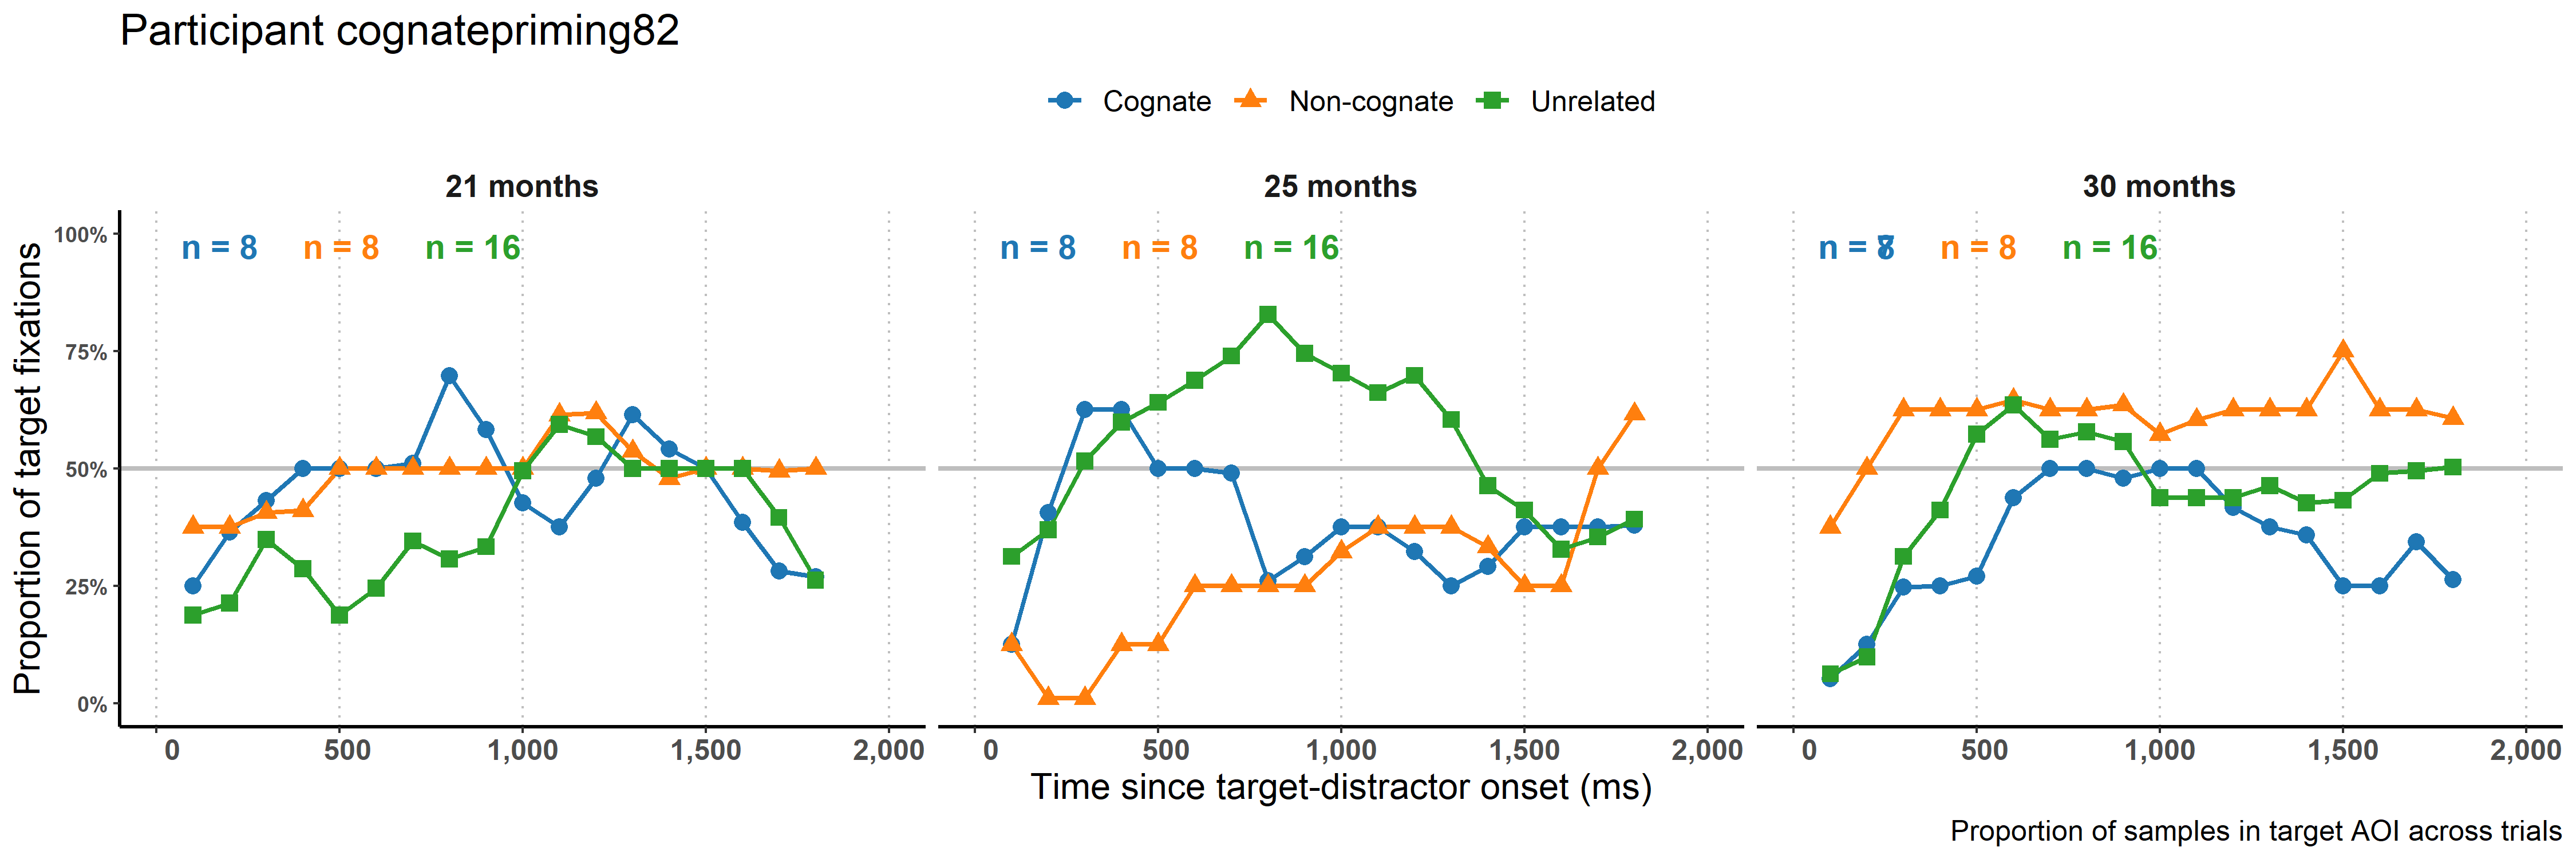 Participant cognatepriming82
Cognate Non-cognate Unrelated
21 months 25 months 30 months
n = 8 n = 8 n = 16 n = 8 n = 8 n = 16 n = n = 8 n = 16
100%
75%
50%
25%
0%
Proportion of target fixations
0 500 1,000 1,500 2,000 0 500 1,000 1,500 2,000 0 500 1,000 1,500 2,000
Time since target-distractor onset (ms)
Proportion of samples in target AOI across trials